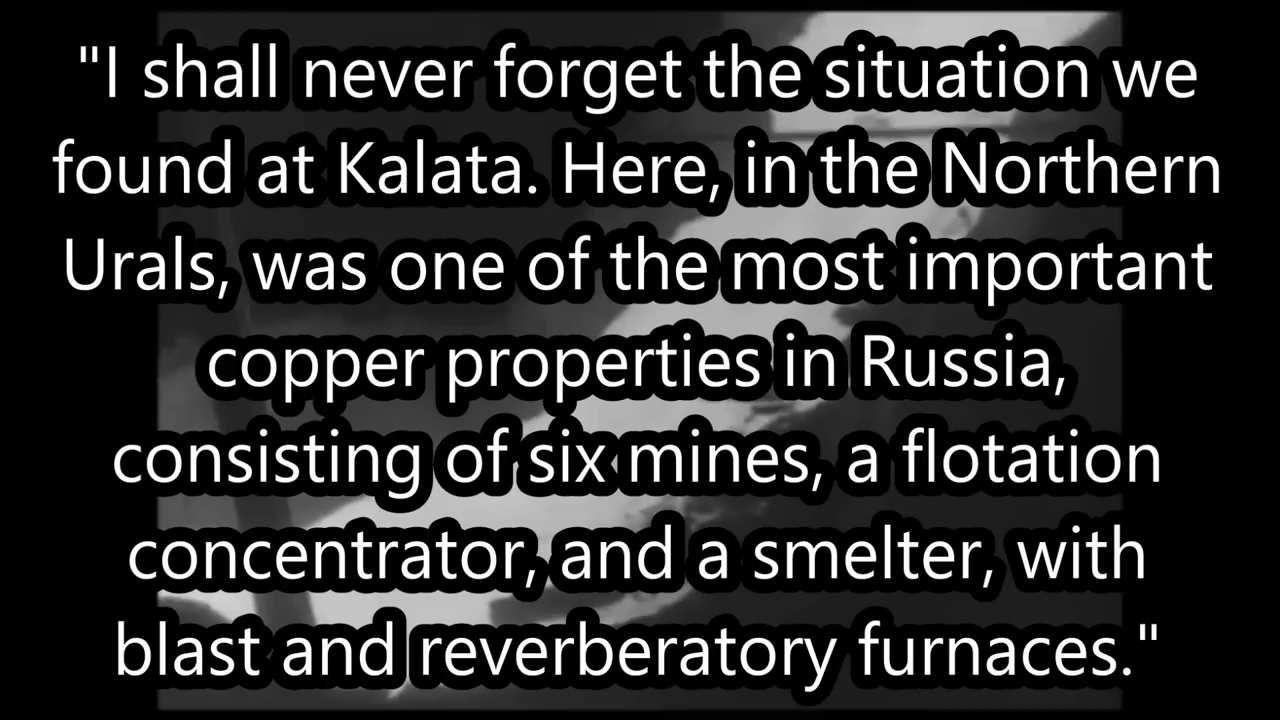 "I shall never forget the situation we
found at Kalata. Here, in the Northern
Urals, was one of the most important
copper properties in Russia,
consisting of six mines, a flotation
concentrator, and a smelter, with
blast and reverberatory furnaces."